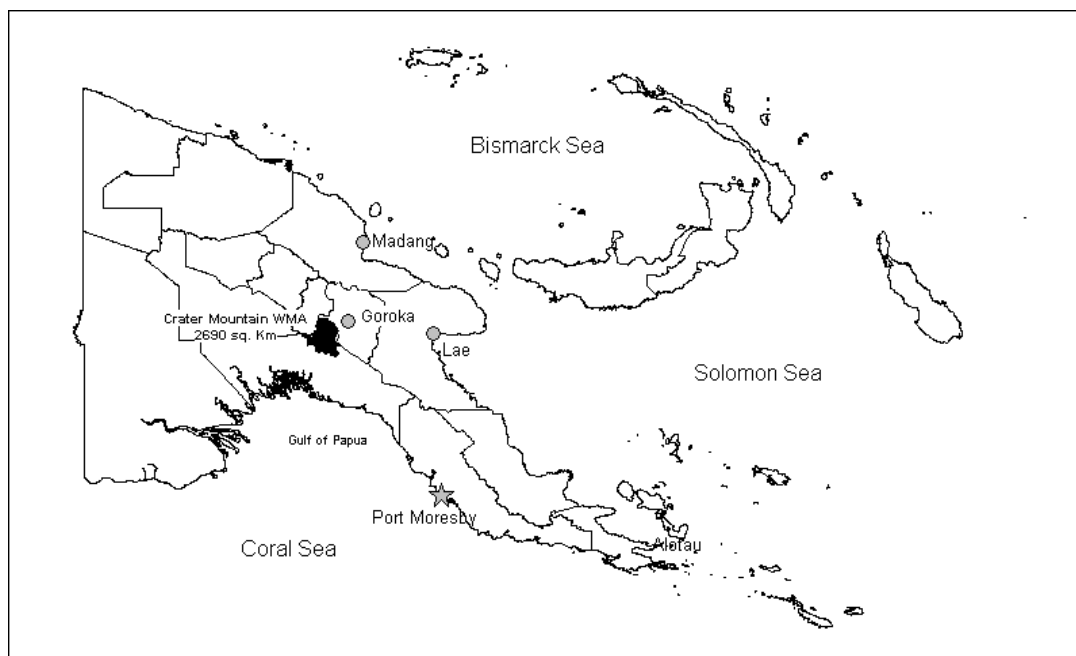 Bismarck Sea
Madang
Crater Mountain WMA
2690 sq. Km
Goroka
Lae
Solomon Sea
Gulf of Papua
Port Moresby
Coral Sea
Alotau